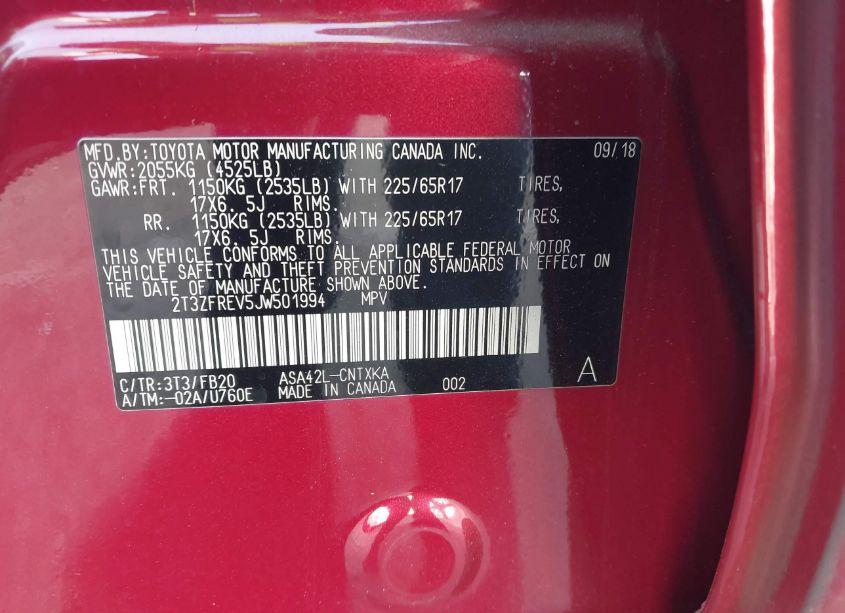 MFD. BY: TOYOTA MOTOR MANUFACTURING CANADA INC. 09/18
GVWR: 2055KG (4525LB)
GAWR: FRT. 1150KG (2535LB) WITH 225/65R17 TIRES,
17X6.5J RIMS.
RR. 1150KG (2535LB) WITH 225/65R17 TIRES,
17X6.5J RIMS.
THIS VEHICLE CONFORMS TO ALL APPLICABLE FEDERAL MOTOR
VEHICLE SAFETY AND THEFT PREVENTION STANDARDS IN EFFECT ON
THE DATE OF MANUFACTURE SHOWN ABOVE.
2T3ZFREV5JW501994 MPV
C/TR: 3T3/FB20 ASA42L-CNTXKA
A/TM: -02A/U760E MADE IN CANADA 002 A